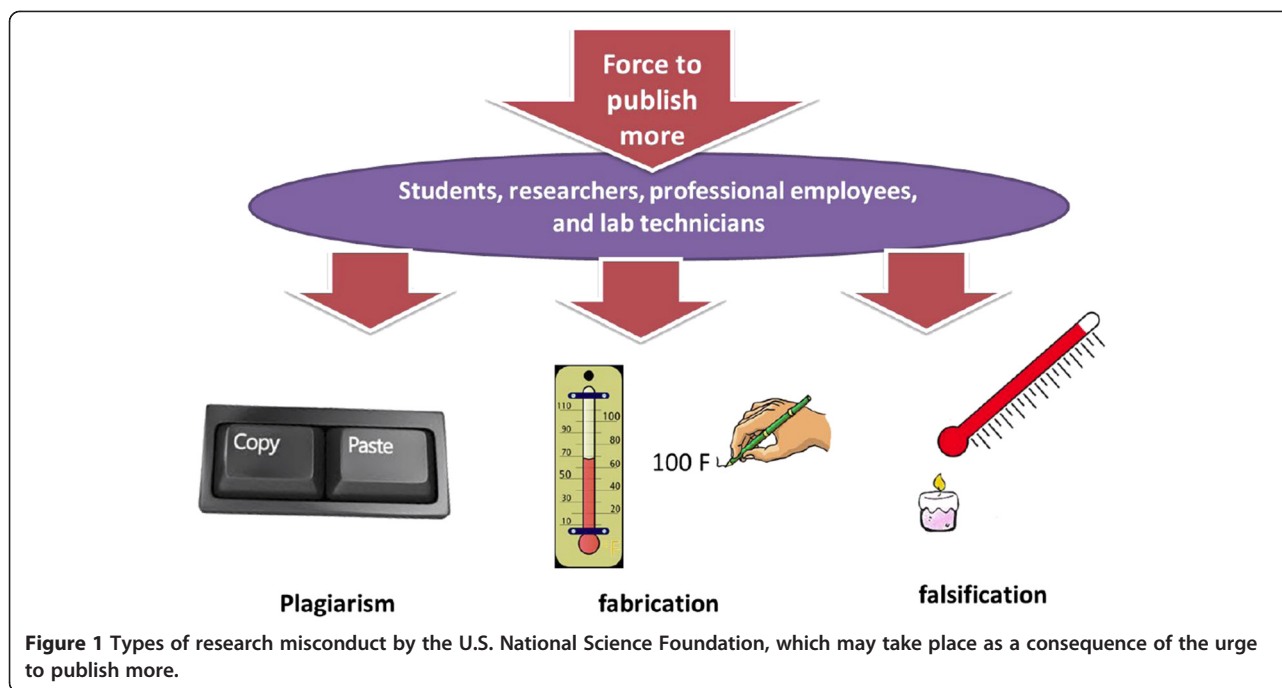 Force to
publish
more
Students, researchers, professional employees,
and lab technicians
Copy
Paste
110
90
70
50
30
10
100
80
60
40
20
F
100 F
Plagiarism
fabrication
falsification
Figure 1 Types of research misconduct by the U.S. National Science Foundation, which may take place as a consequence of the urge
to publish more.